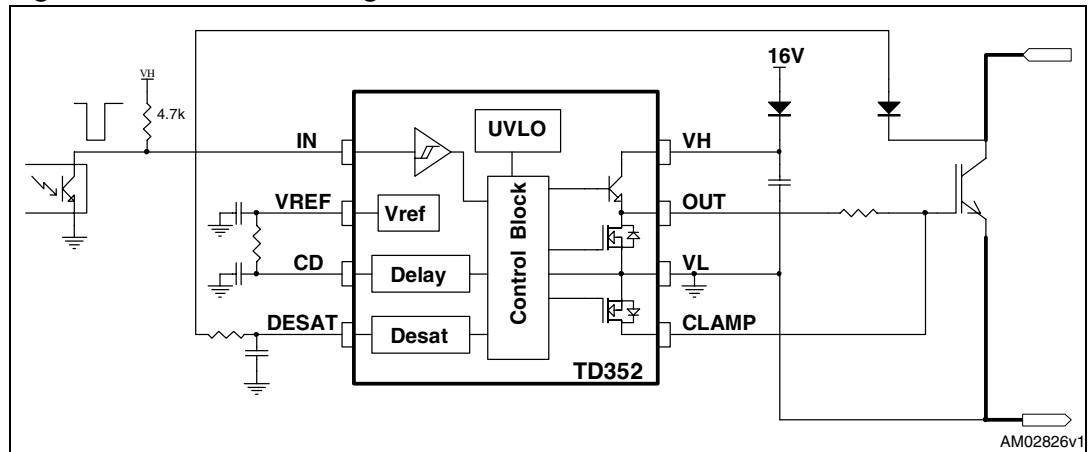 16V
VH
4.7k
IN
UVLO
VH
VREF
Vref
Control Block
OUT
CD
Delay
VL
DESAT
Desat
CLAMP
TD352
AM02826v1